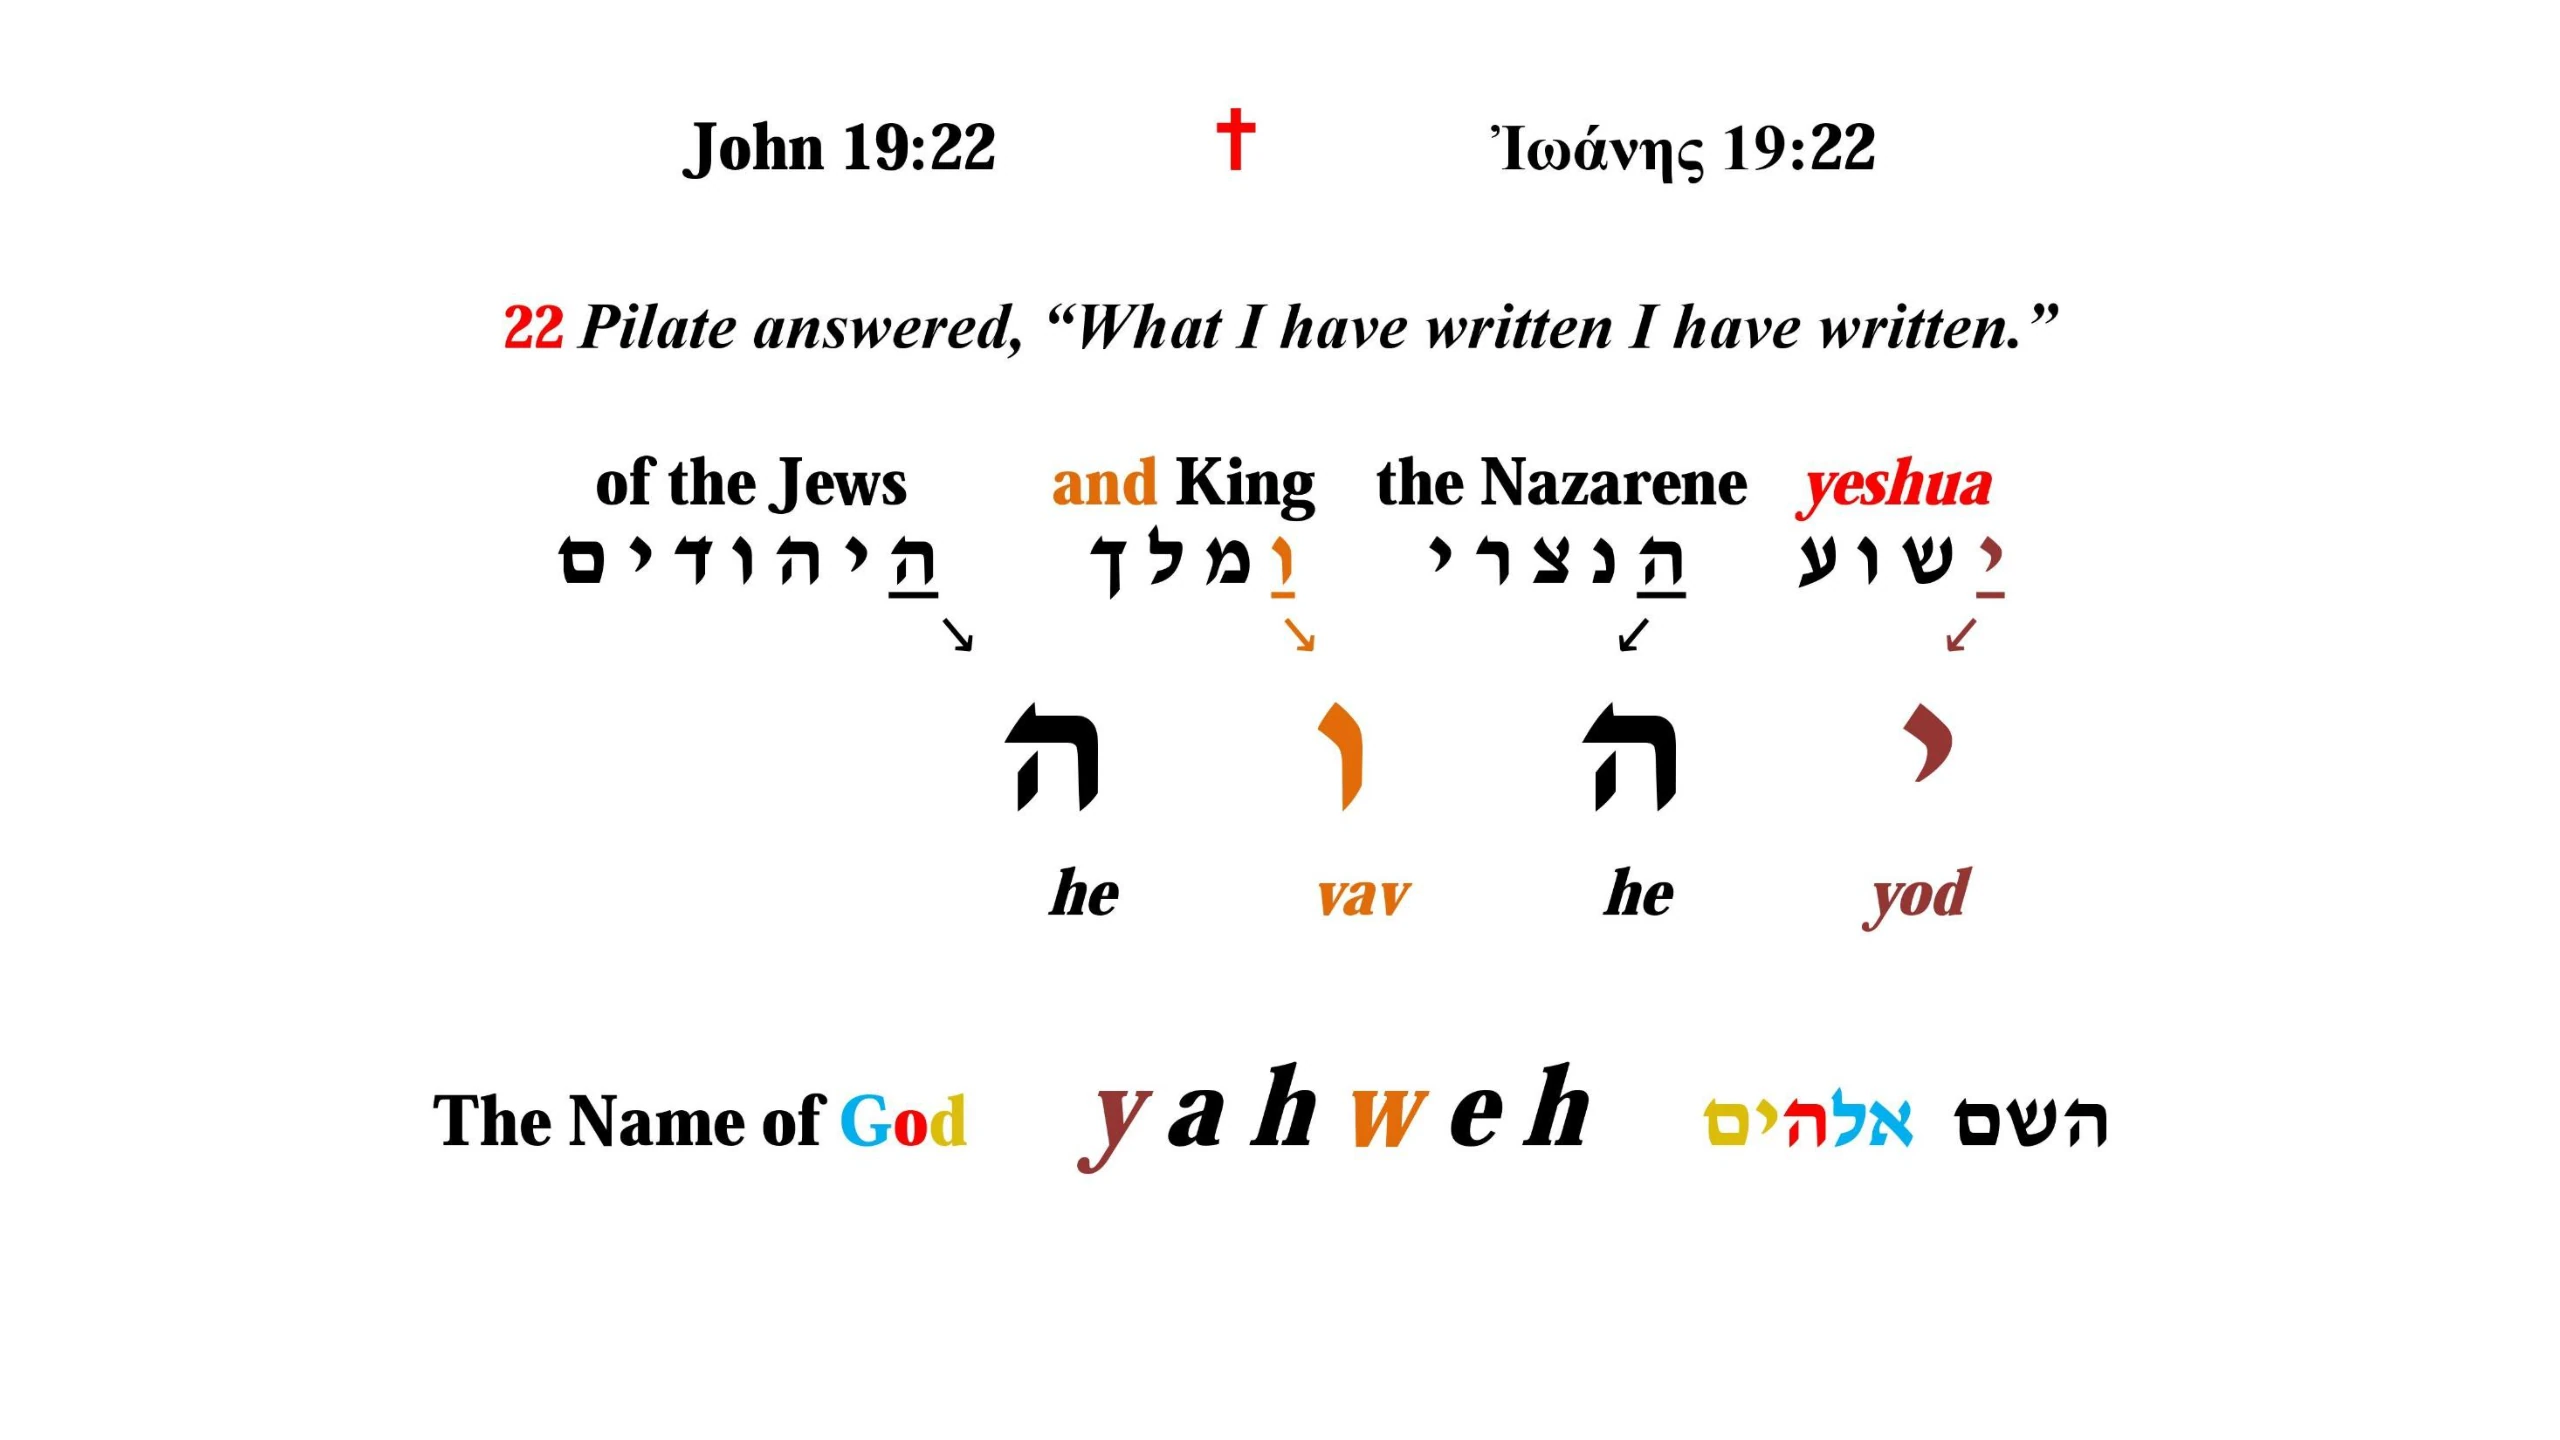 John 19:22 ✝ Ἰωάνης 19:22
22 Pilate answered, “What I have written I have written.”
of the Jews and King the Nazarene yeshua
ישוע הנצרי ומלך היהודים
↘ ↘ ↙ ↙
י ה ו ה
he vav he yod
The Name of God yahweh השם אלהים